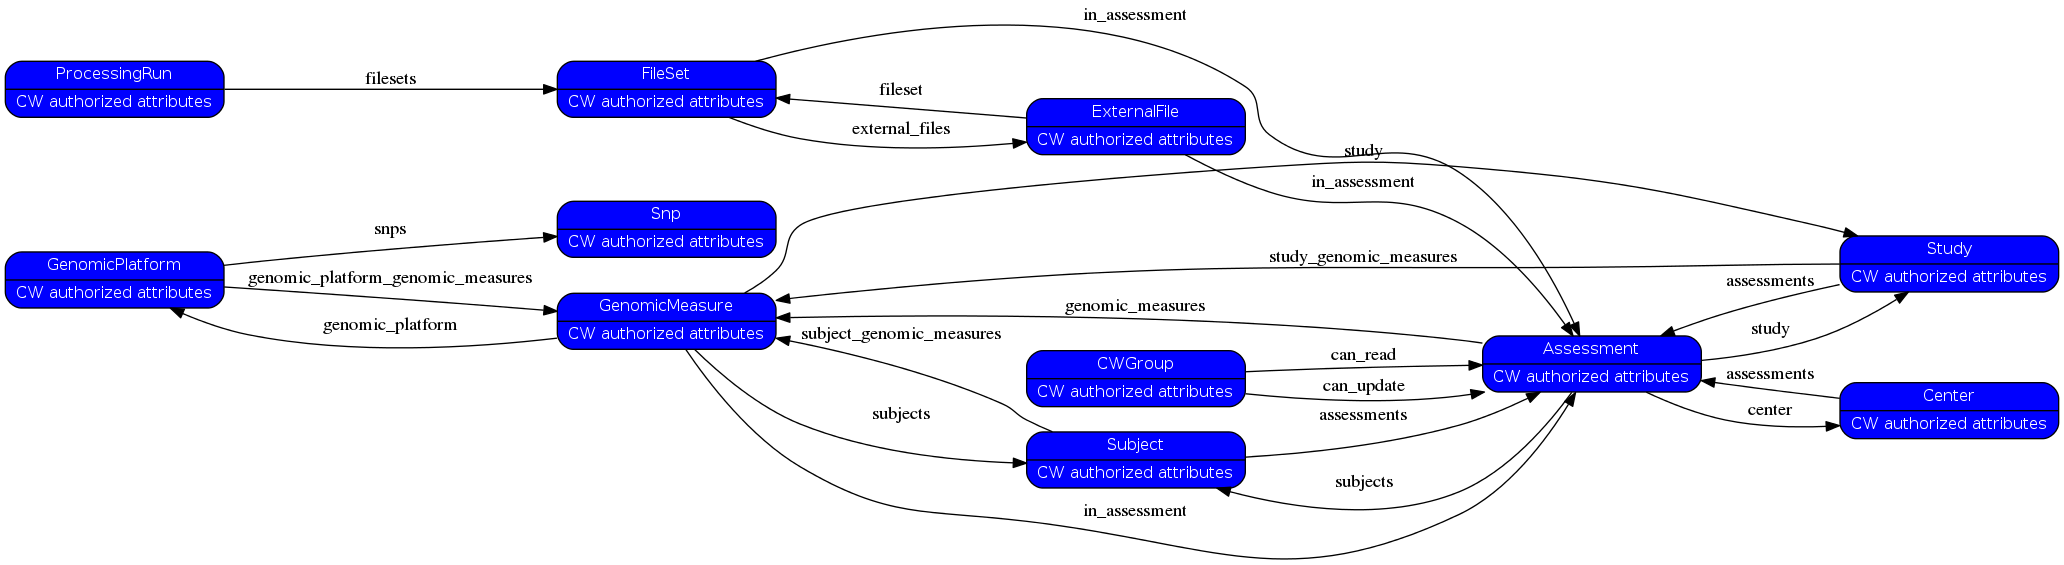 in_assessment
ProcessingRun
CW authorized attributes
filesets
FileSet
CW authorized attributes
fileset
external_files
ExternalFile
CW authorized attributes
study
in_assessment
Snp
CW authorized attributes
snps
GenomicPlatform
CW authorized attributes
genomic_platform_genomic_measures
genomic_platform
GenomicMeasure
CW authorized attributes
study_genomic_measures
genomic_measures
subject_genomic_measures
Study
CW authorized attributes
assessments
study
CWGroup
CW authorized attributes
can_read
can_update
Assessment
CW authorized attributes
assessments
center
Center
CW authorized attributes
subjects
assessments
Subject
CW authorized attributes
subjects
in_assessment